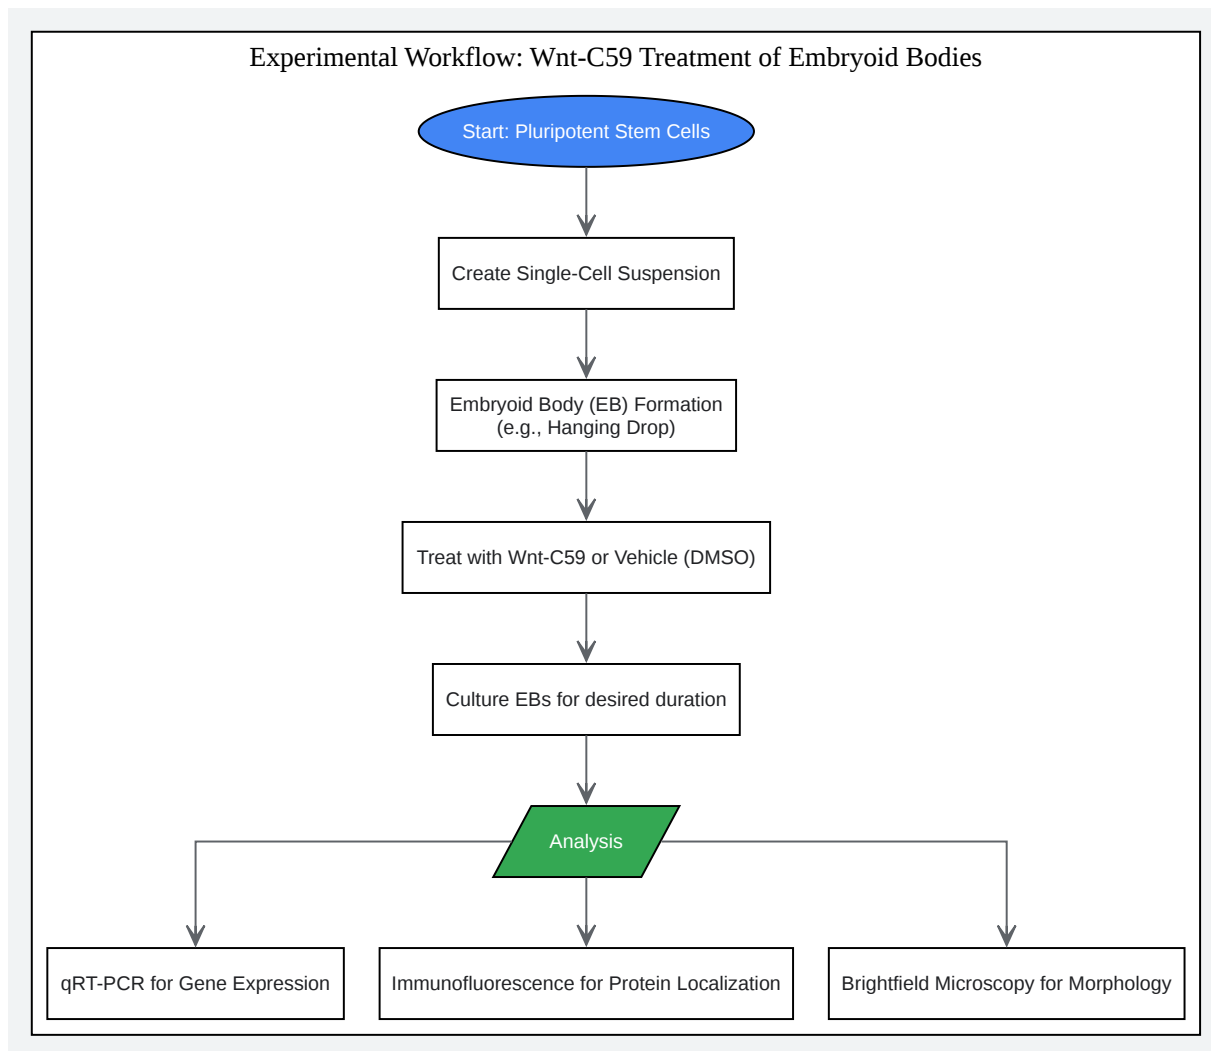 Experimental Workflow: Wnt-C59 Treatment of Embryoid Bodies
Start: Pluripotent Stem Cells
Create Single-Cell Suspension
Embryoid Body (EB) Formation
(e.g., Hanging Drop)
Treat with Wnt-C59 or Vehicle (DMSO)
Culture EBs for desired duration
Analysis
qRT-PCR for Gene Expression
Immunofluorescence for Protein Localization
Brightfield Microscopy for Morphology